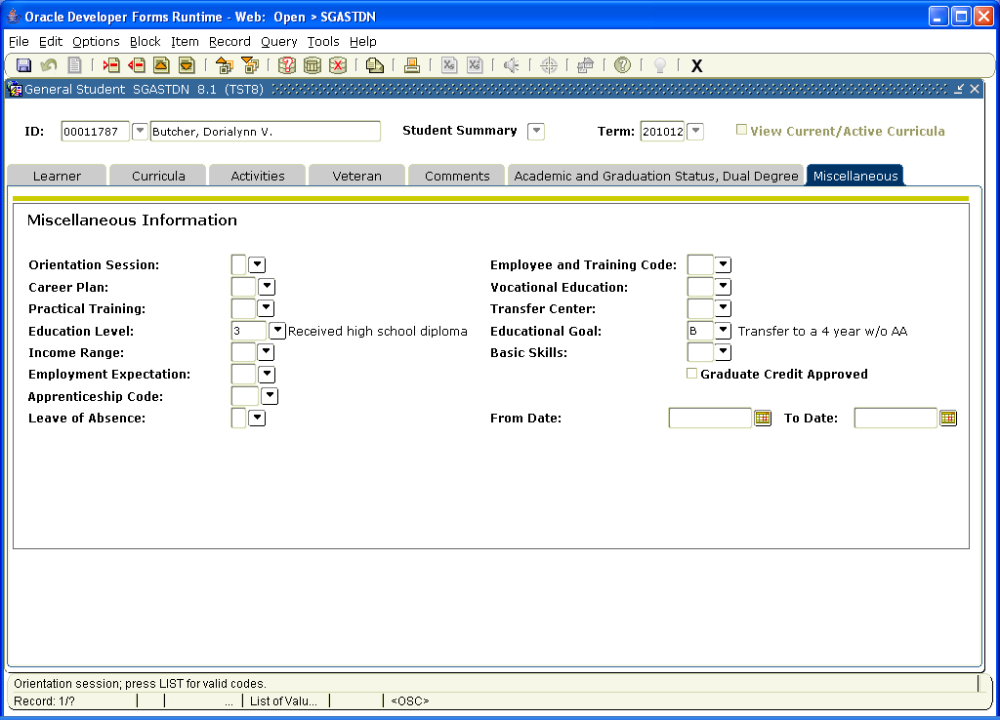 Oracle Developer Forms Runtime - Web: Open > SGASTDN
File Edit Options Block Item Record Query Tools Help
X
General Student SGASTDN 8.1 (TST8)
ID: 00011787 Butcher, Dorialynn V. Student Summary Term: 201012 View Current/Active Curricula
Learner Curricula Activities Veteran Comments Academic and Graduation Status, Dual Degree Miscellaneous
Miscellaneous Information
Orientation Session: Employee and Training Code:
Career Plan: Vocational Education:
Practical Training: Transfer Center:
Education Level: 3 Received high school diploma Educational Goal: B Transfer to a 4 year w/o AA
Income Range: Basic Skills:
Employment Expectation: Graduate Credit Approved
Apprenticeship Code:
Leave of Absence: From Date: To Date:
Orientation session; press LIST for valid codes.
Record: 1/? ... List of Valu... <OSC>